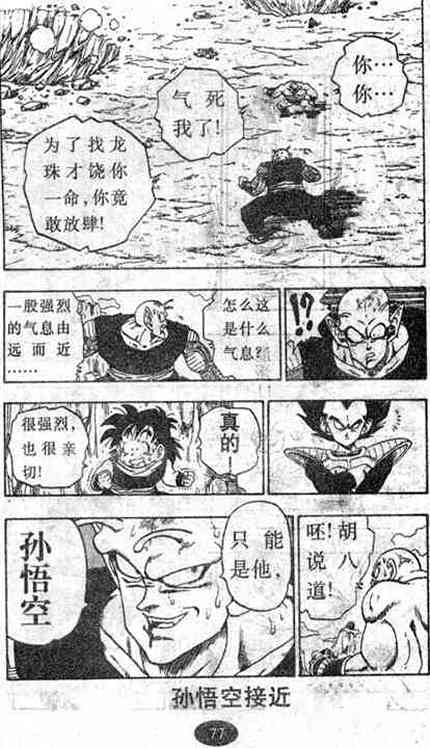 你…
你…
气死
我了!
为了找龙
珠才饶你
一命,你竟
敢放肆!
!?
怎么这
是什么
气息?
一股强烈
的气息由
远而近
……
真的—
很强烈,
也很亲
切!
呸!胡
说八
道!
只能
是他,
孙悟空
孙悟空接近
77